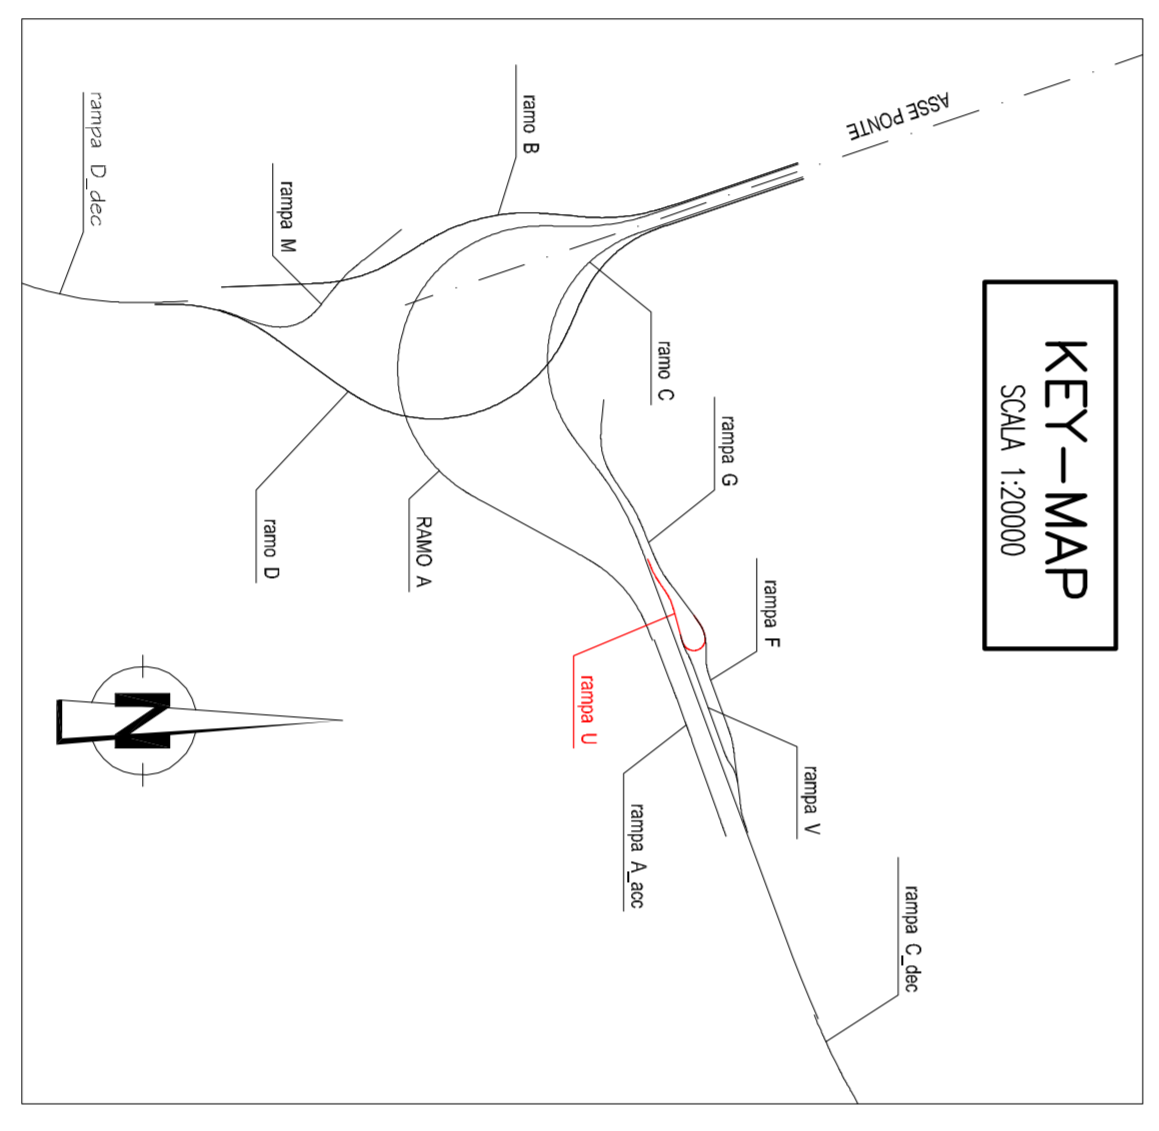 KEY-MAP
SCALA 1:20000
ASSE PONTE
ramo B
rampa D_dec
rampa M
ramo C
rampa G
ramo D
RAMO A
rampa F
rampa U
rampa V
rampa A_acc
rampa C_dec
N